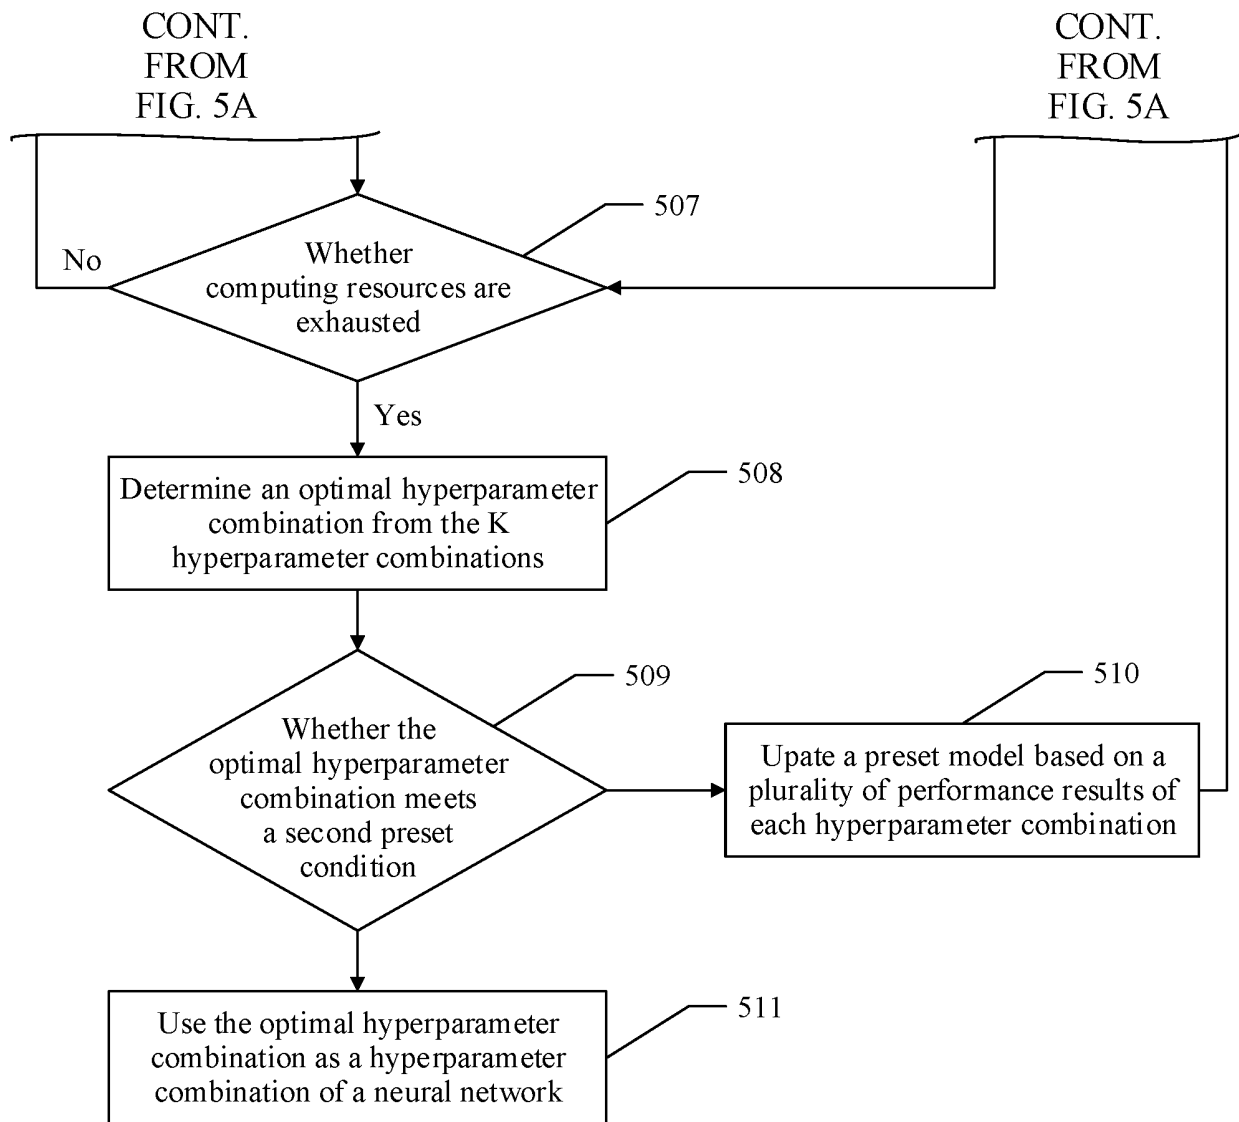 CONT.
FROM
FIG. 5A
CONT.
FROM
FIG. 5A
507
No
Whether
computing resources are
exhausted
Yes
508
Determine an optimal hyperparameter
combination from the K
hyperparameter combinations
509
510
Whether the
optimal hyperparameter
combination meets
a second preset
condition
Upate a preset model based on a
plurality of performance results of
each hyperparameter combination
511
Use the optimal hyperparameter
combination as a hyperparameter
combination of a neural network